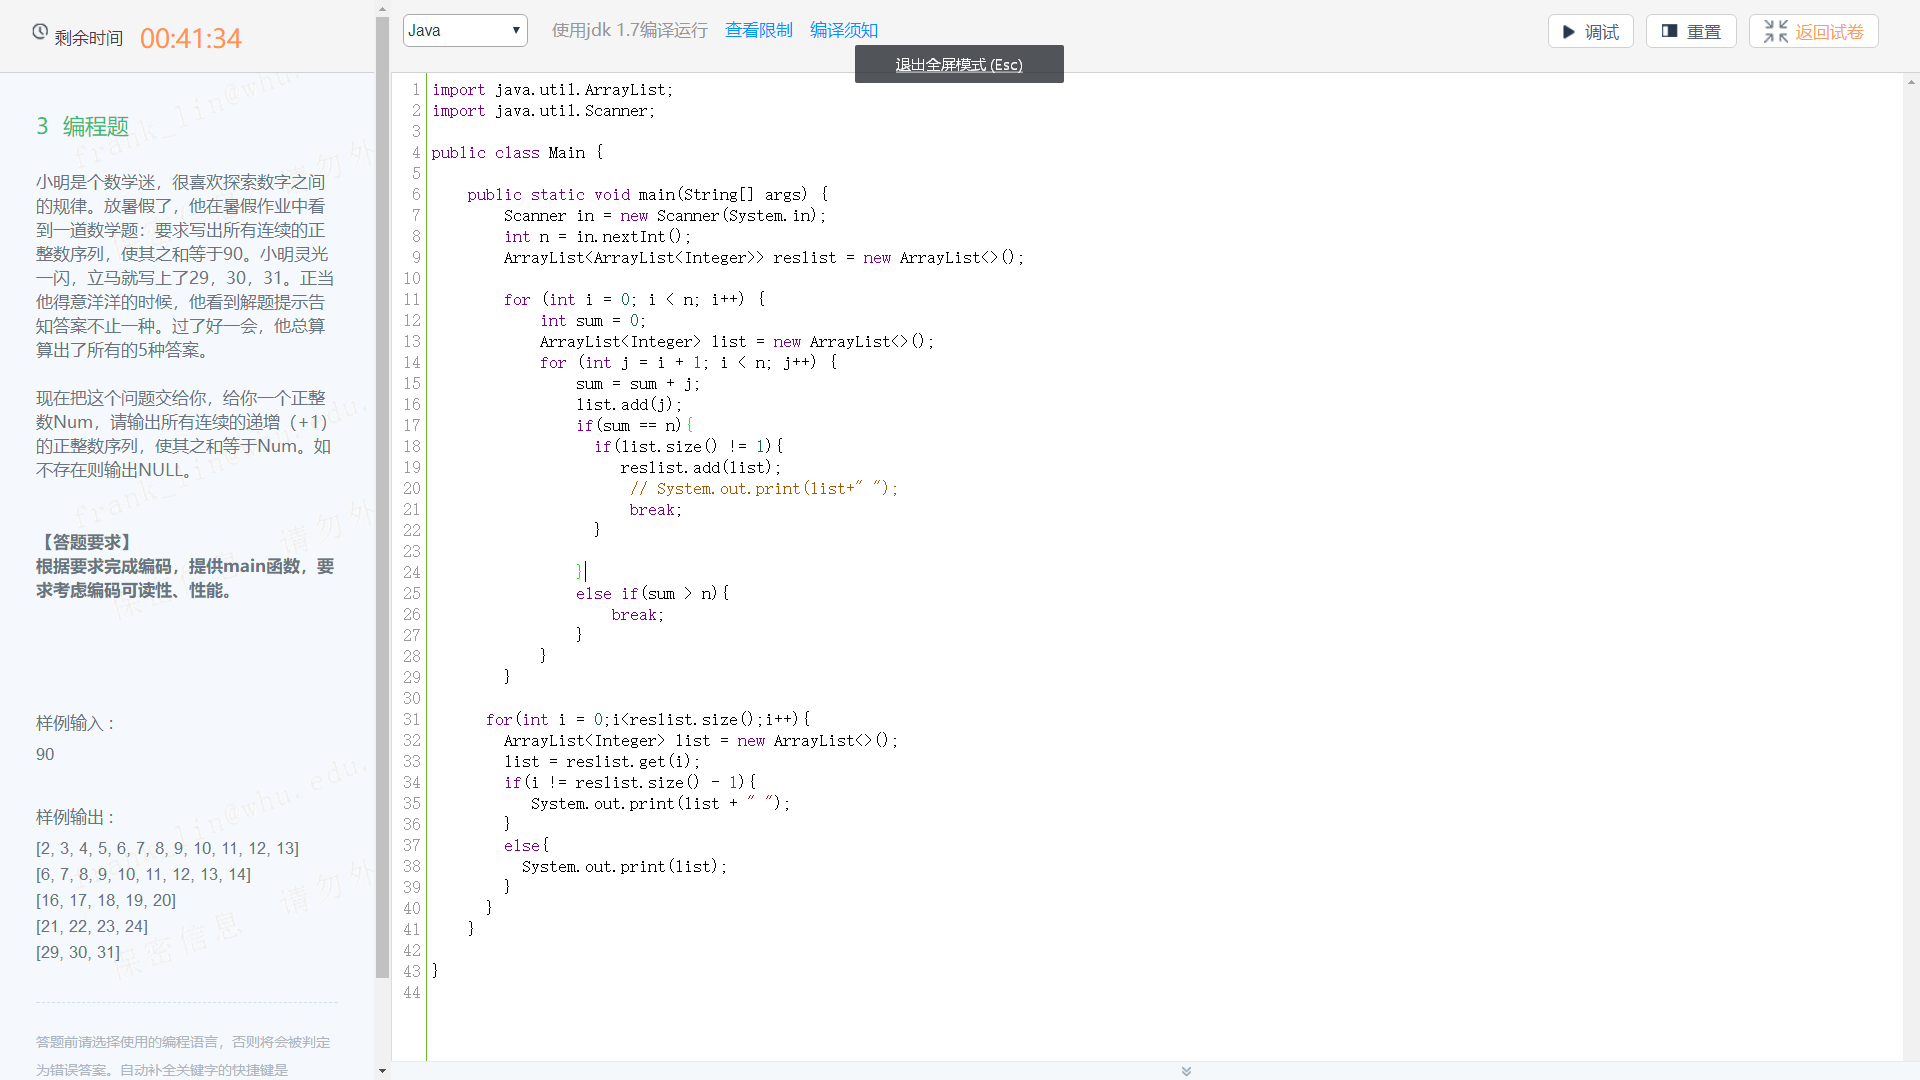 剩余时间 00:41:34
3 编程题
小明是个数学迷，很喜欢探索数字之间
的规律。放暑假了，他在暑假作业中看
到一道数学题：要求写出所有连续的正
整数序列，使其之和等于90。小明灵光
一闪，立马就写上了29，30，31。正当
他得意洋洋的时候，他看到解题提示告
知答案不止一种。过了好一会，他总算
算出了所有的5种答案。
现在把这个问题交给你，给你一个正整
数Num，请输出所有连续的递增（+1）
的正整数序列，使其之和等于Num。如
不存在则输出NULL。
【答题要求】
根据要求完成编码，提供main函数，要
求考虑编码可读性、性能。
样例输入：
90
样例输出：
[2, 3, 4, 5, 6, 7, 8, 9, 10, 11, 12, 13]
[6, 7, 8, 9, 10, 11, 12, 13, 14]
[16, 17, 18, 19, 20]
[21, 22, 23, 24]
[29, 30, 31]
答题前请选择使用的编程语言，否则将会被判定
为错误答案。自动补全关键字的快捷键是
Java 使用jdk 1.7编译运行 查看限制 编译须知
调试 重置 返回试卷
退出全屏模式 (Esc)
1 import java.util.ArrayList;
2 import java.util.Scanner;
3
4 public class Main {
5
6 public static void main(String[] args) {
7 Scanner in = new Scanner(System.in);
8 int n = in.nextInt();
9 ArrayList<ArrayList<Integer>> reslist = new ArrayList<>();
10
11 for (int i = 0; i < n; i++) {
12 int sum = 0;
13 ArrayList<Integer> list = new ArrayList<>();
14 for (int j = i + 1; i < n; j++) {
15 sum = sum + j;
16 list.add(j);
17 if(sum == n){
18 if(list.size() != 1){
19 reslist.add(list);
20 // System.out.print(list+" ");
21 break;
22 }
23
24 }
25 else if(sum > n){
26 break;
27 }
28 }
29 }
30
31 for(int i = 0;i<reslist.size();i++){
32 ArrayList<Integer> list = new ArrayList<>();
33 list = reslist.get(i);
34 if(i != reslist.size() - 1){
35 System.out.print(list + " ");
36 }
37 else{
38 System.out.print(list);
39 }
40 }
41 }
42
43 }
44